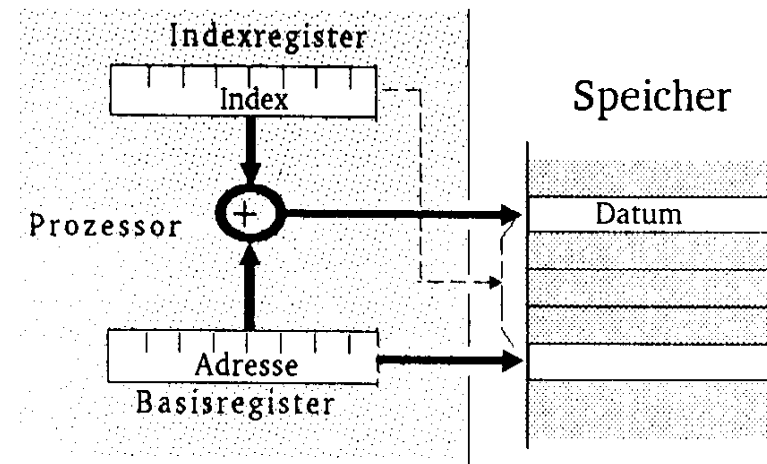 Indexregister
Index
Speicher
Prozessor
+
Datum
Adresse
Basisregister